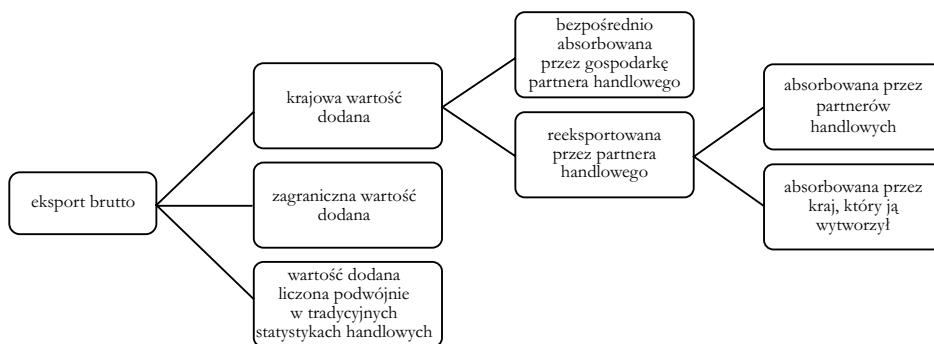 eksport brutto
krajowa wartość
dodana
zagraniczna wartość
dodana
wartość dodana
liczona podwójnie
w tradycyjnych
statystykach handlowych
bezpośrednio
absorbowana
przez gospodarkę
partnera handlowego
reeksportowana
przez partnera
handlowego
absorbowana przez
partnerów
handlowych
absorbowana przez
kraj, który ją
wytworzył